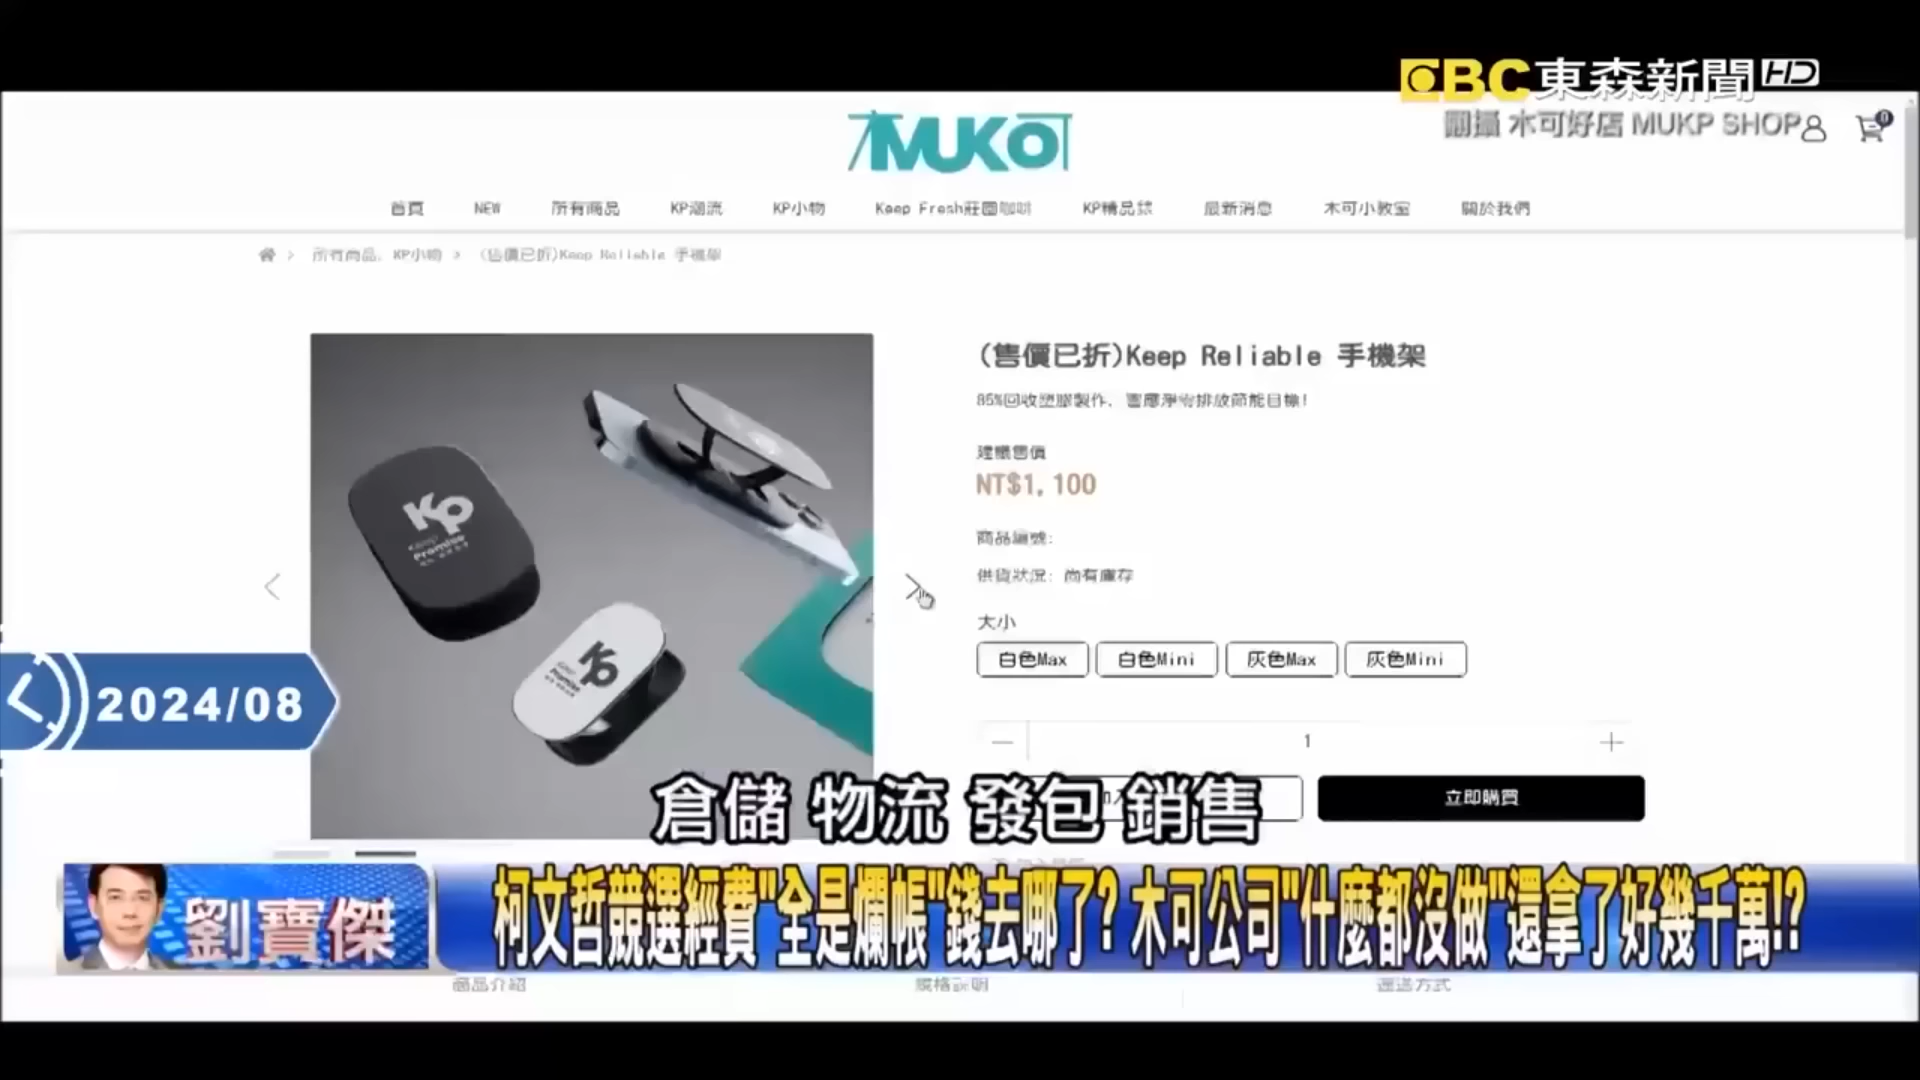 EBC東森新聞HD
翻攝 木可好店 MUKP SHOP
MUKO
0
首頁 NEW 所有商品 KP潮流 KP小物 Keep Fresh莊園咖啡 KP精品誌 最新消息 木可小教室 關於我們
所有商品, KP小物 > (售價已折)Keep Reliable 手機架
(售價已折)Keep Reliable 手機架
85%回收塑膠製作, 響應淨零排放節能目標!
建議售價
NT$1,100
商品編號:
供貨狀況: 尚有庫存
大小
白色Max 白色Mini 灰色Max 灰色Mini
KP
Keep
Promise
KP
Promise
2024/08
1
立即購買
倉儲 物流 發包 銷售
劉寶傑
柯文哲競選經費"全是爛帳"錢去哪了? 木可公司"什麼都沒做"還拿了好幾千萬!?
商品介紹 規格說明 運送方式